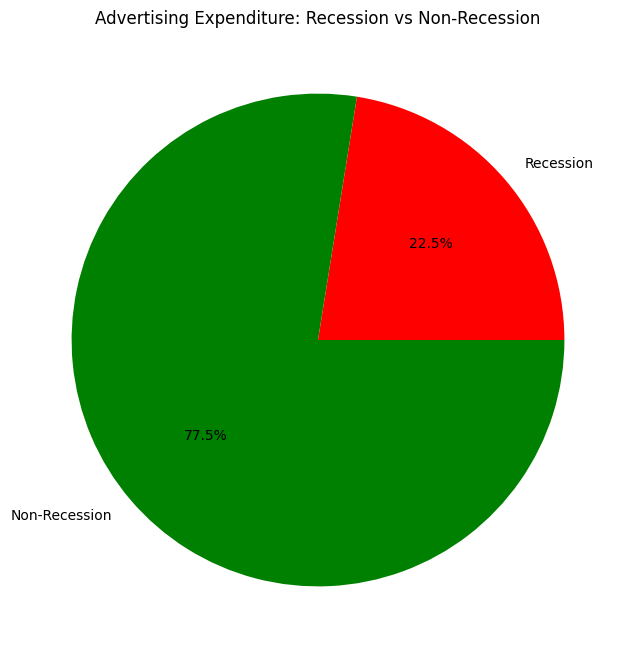 Advertising Expenditure: Recession vs Non-Recession
Recession
22.5%
77.5%
Non-Recession